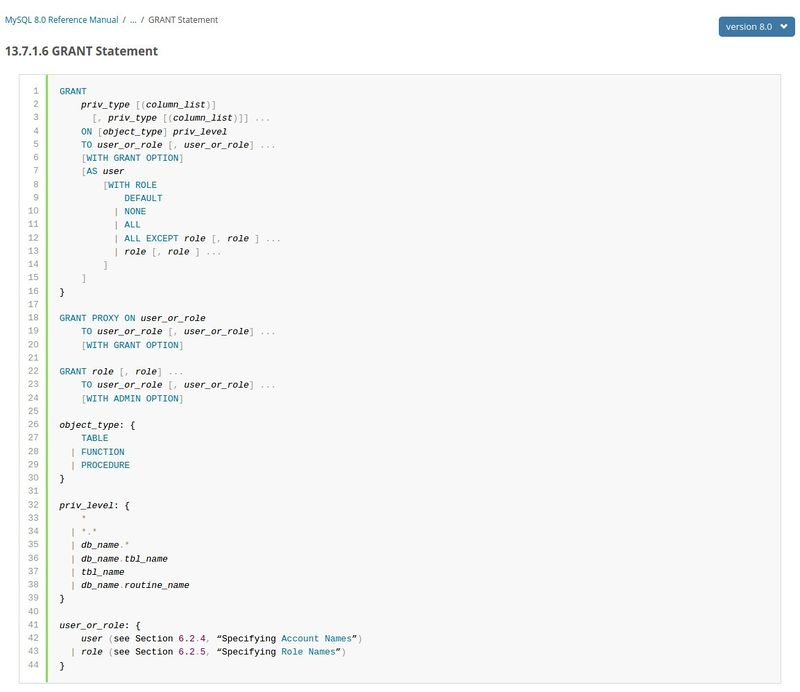 MySQL 8.0 Reference Manual / ... / GRANT Statement
version 8.0
13.7.1.6 GRANT Statement
1 GRANT
2     priv_type [(column_list)]
3       [, priv_type [(column_list)]] ...
4     ON [object_type] priv_level
5     TO user_or_role [, user_or_role] ...
6     [WITH GRANT OPTION]
7     [AS user
8         [WITH ROLE
9             DEFAULT
10           | NONE
11           | ALL
12           | ALL EXCEPT role [, role ] ...
13           | role [, role ] ...
14         ]
15     ]
16 }
17
18 GRANT PROXY ON user_or_role
19     TO user_or_role [, user_or_role] ...
20     [WITH GRANT OPTION]
21
22 GRANT role [, role] ...
23     TO user_or_role [, user_or_role] ...
24     [WITH ADMIN OPTION]
25
26 object_type: {
27     TABLE
28   | FUNCTION
29   | PROCEDURE
30 }
31
32 priv_level: {
33     *
34   | *.*
35   | db_name.*
36   | db_name.tbl_name
37   | tbl_name
38   | db_name.routine_name
39 }
40
41 user_or_role: {
42     user (see Section 6.2.4, “Specifying Account Names”)
43   | role (see Section 6.2.5, “Specifying Role Names”)
44 }